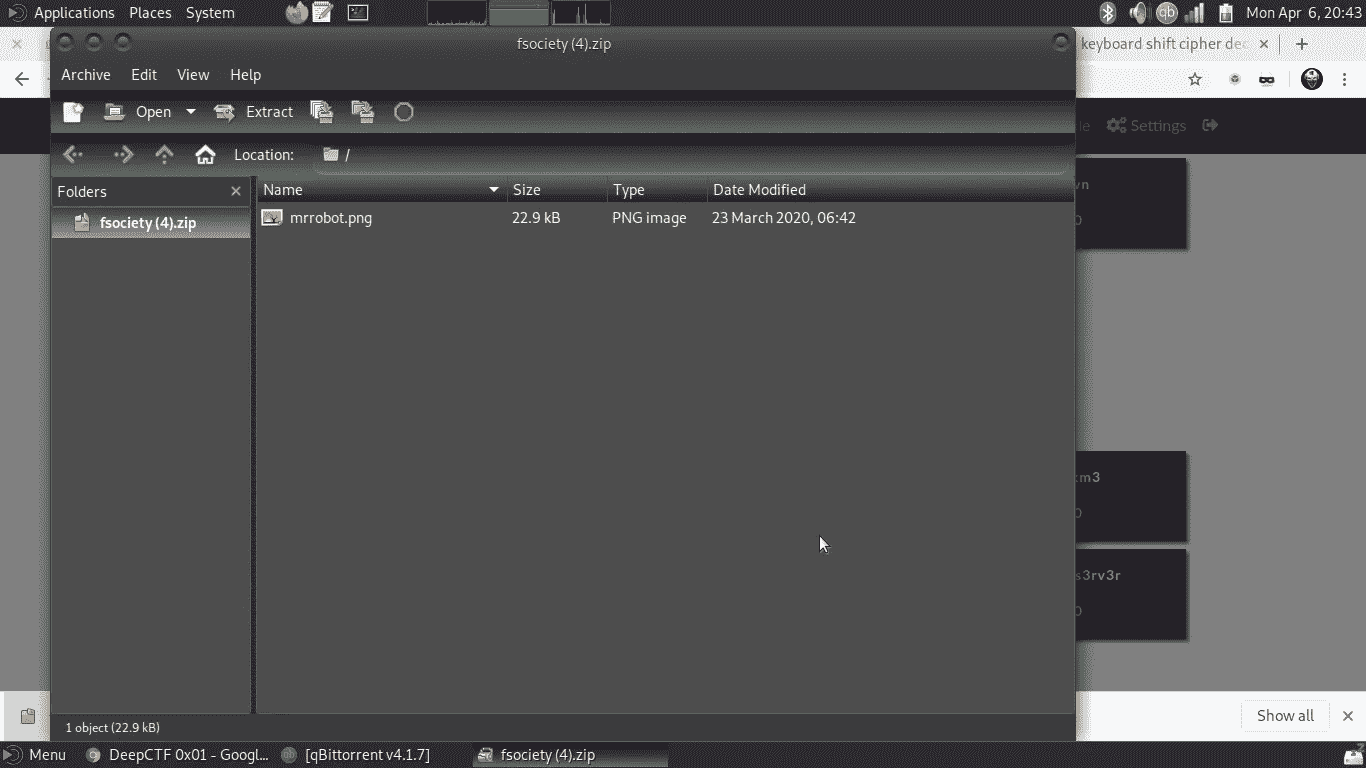 Applications Places System Mon Apr 6, 20:43
fsociety (4).zip
keyboard shift cipher dec
Archive Edit View Help
Open Extract
Settings
Location: /
Folders Name Size Type Date Modified
fsociety (4).zip mrrobot.png 22.9 kB PNG image 23 March 2020, 06:42
s3rv3r
1 object (22.9 kB)
Show all
Menu DeepCTF 0x01 - Googl... [qBittorrent v4.1.7] fsociety (4).zip